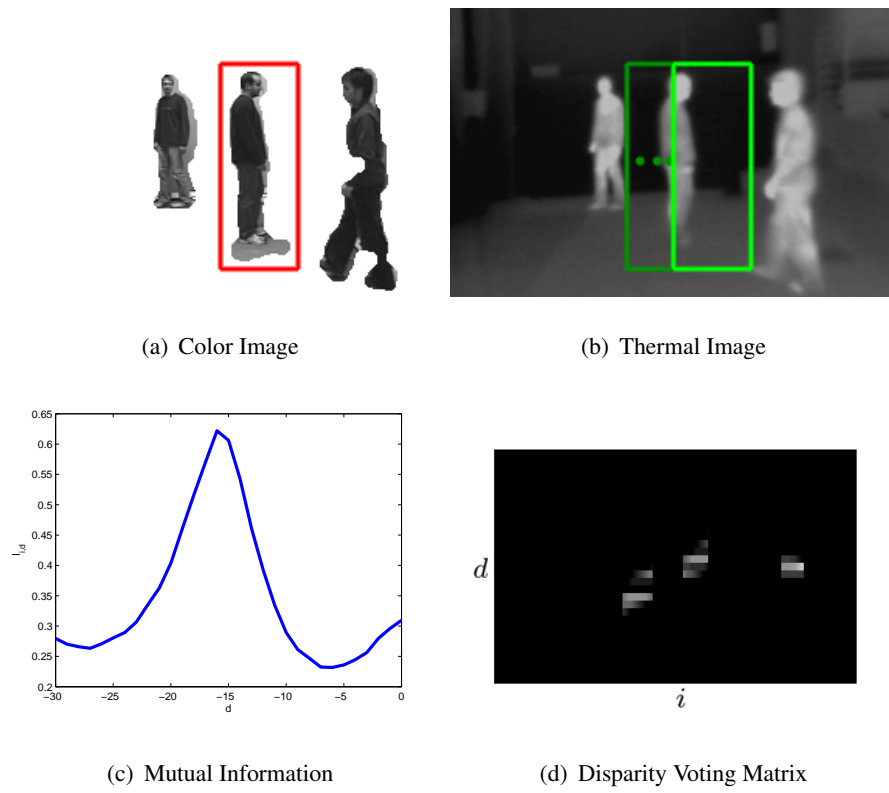 (a) Color Image
(b) Thermal Image
0.65
0.6
0.55
0.5
0.45
0.4
0.35
0.3
0.25
0.2
I i,d
−30 −25 −20 −15 −10 −5 0
d
(c) Mutual Information
d
i
(d) Disparity Voting Matrix